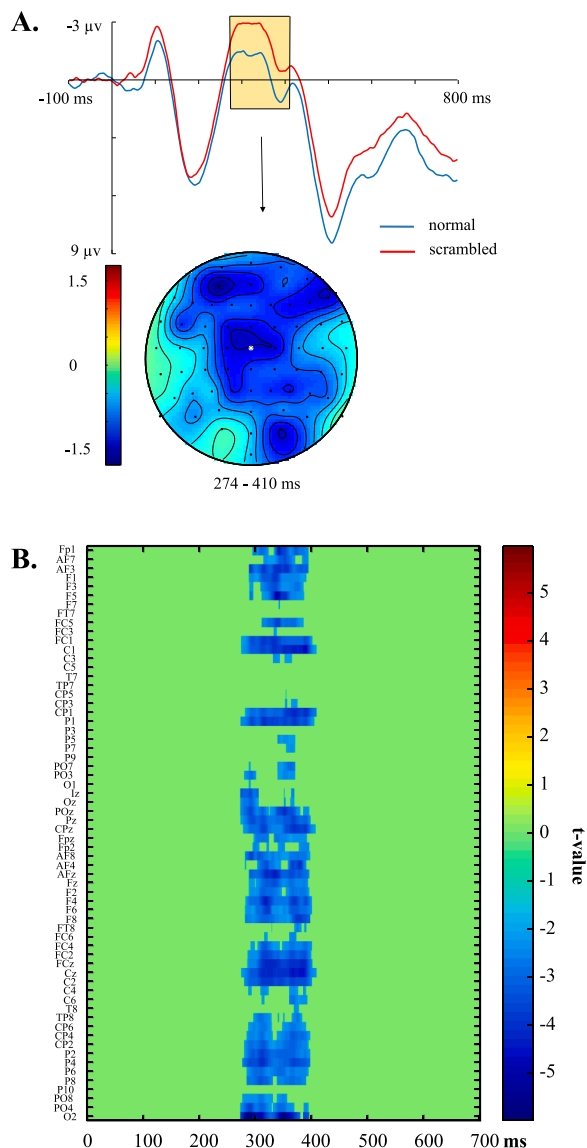 A.
-3 µv
-100 ms
800 ms
9 µv
normal
scrambled
1.5
0
-1.5
274 - 410 ms
B.
Fp1
AF7
AF3
F1
F3
F5
F7
FT7
FC5
FC3
FC1
C1
C3
C5
T7
TP7
CP5
CP3
CP1
P1
P3
P5
P7
P9
PO7
PO3
O1
Iz
Oz
POz
Pz
CPz
Fpz
Fp2
AF8
AF4
AFz
Fz
F2
F4
F6
F8
FT8
FC6
FC4
FC2
FCz
Cz
C2
C4
C6
T8
TP8
CP6
CP4
CP2
P2
P4
P6
P8
P10
PO8
PO4
O2
0 100 200 300 400 500 600 700 ms
5
4
3
2
1
0
-1
-2
-3
-4
-5
t-value